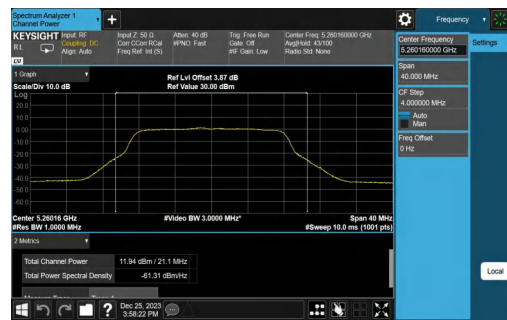 Spectrum Analyzer 1
Channel Power
Frequency
KEYSIGHT Input: RF
RL
Coupling: DC
Align: Auto
Input Z: 50 Ω
Corr CCorr RCal
Freq Ref: Int (S)
Atten: 40 dB
#PNO: Fast
Trig: Free Run
Gate: Off
#IF Gain: Low
Center Freq: 5.260160000 GHz
Avg|Hold: 43/100
Radio Std: None
Center Frequency
5.260160000 GHz
Settings
Span
40.000 MHz
CF Step
4.000000 MHz
Auto
Man
Freq Offset
0 Hz
1 Graph
Scale/Div 10.0 dB
Ref Lvl Offset 3.87 dB
Ref Value 30.00 dBm
Log
20.0
10.0
0.00
-10.0
-20.0
-30.0
-40.0
-50.0
-60.0
Center 5.26016 GHz
#Video BW 3.0000 MHz*
Span 40 MHz
#Res BW 1.0000 MHz
#Sweep 10.0 ms (1001 pts)
2 Metrics
Total Channel Power
11.94 dBm / 21.1 MHz
Total Power Spectral Density
-61.31 dBm/Hz
Local
?
Dec 25, 2023
3:58:22 PM